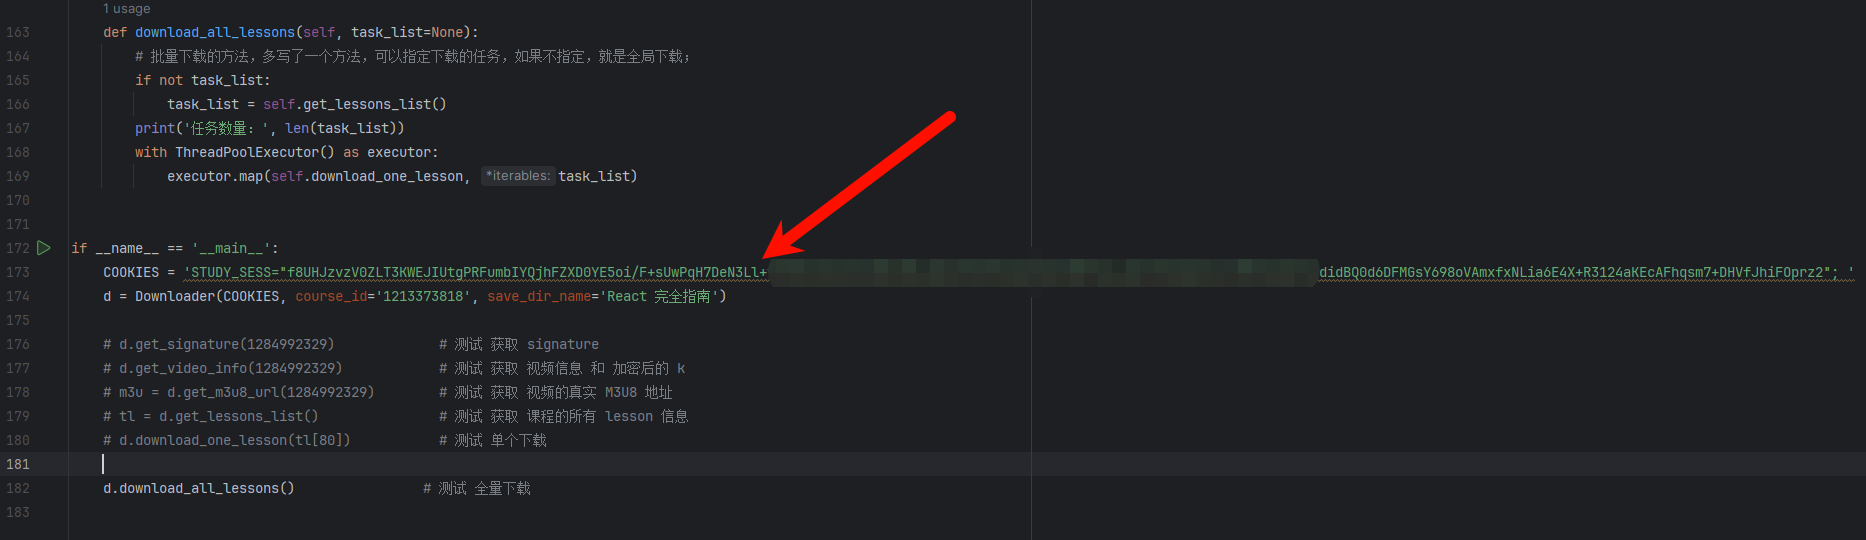 1 usage
163 def download_all_lessons(self, task_list=None):
164 # 批量下载的方法，多写了一个方法，可以指定下载的任务，如果不指定，就是全局下载；
165 if not task_list:
166 task_list = self.get_lessons_list()
167 print('任务数量：', len(task_list))
168 with ThreadPoolExecutor() as executor:
169 executor.map(self.download_one_lesson, *iterables: task_list)
170
171
172 if __name__ == '__main__':
173 COOKIES = 'STUDY_SESS="f8UHJzvzV0ZLT3KWEJIUtgPRFumbIYQjhFZXD0YE5oi/F+sUwPqH7DeN3Ll+ didBQ0d6DFMGsY698oVAmxfxNLia6E4X+R3124aKEcAFhqsm7+DHVfJhiFOprz2"; '
174 d = Downloader(COOKIES, course_id='1213373818', save_dir_name='React 完全指南')
175
176 # d.get_signature(1284992329) # 测试 获取 signature
177 # d.get_video_info(1284992329) # 测试 获取 视频信息 和 加密后的 k
178 # m3u = d.get_m3u8_url(1284992329) # 测试 获取 视频的真实 M3U8 地址
179 # tl = d.get_lessons_list() # 测试 获取 课程的所有 lesson 信息
180 # d.download_one_lesson(tl[80]) # 测试 单个下载
181
182 d.download_all_lessons() # 测试 全量下载
183